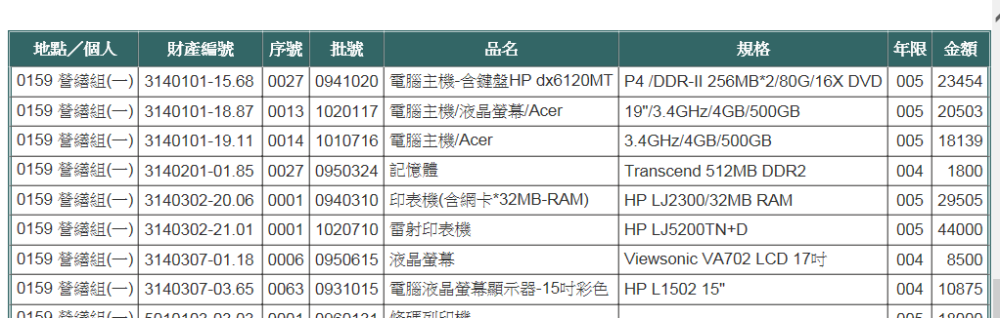 地點／個人 財產編號 序號 批號 品名 規格 年限 金額
0159 營繕組(一) 3140101-15.68 0027 0941020 電腦主機-含鍵盤HP dx6120MT P4 /DDR-II 256MB*2/80G/16X DVD 005 23454
0159 營繕組(一) 3140101-18.87 0013 1020117 電腦主機/液晶螢幕/Acer 19"/3.4GHz/4GB/500GB 005 20503
0159 營繕組(一) 3140101-19.11 0014 1010716 電腦主機/Acer 3.4GHz/4GB/500GB 005 18139
0159 營繕組(一) 3140201-01.85 0027 0950324 記憶體 Transcend 512MB DDR2 004 1800
0159 營繕組(一) 3140302-20.06 0001 0940310 印表機(含網卡*32MB-RAM) HP LJ2300/32MB RAM 005 29505
0159 營繕組(一) 3140302-21.01 0001 1020710 雷射印表機 HP LJ5200TN+D 005 44000
0159 營繕組(一) 3140307-01.18 0006 0950615 液晶螢幕 Viewsonic VA702 LCD 17吋 004 8500
0159 營繕組(一) 3140307-03.65 0063 0931015 電腦液晶螢幕顯示器-15吋彩色 HP L1502 15" 004 10875
0159 營繕組(一)